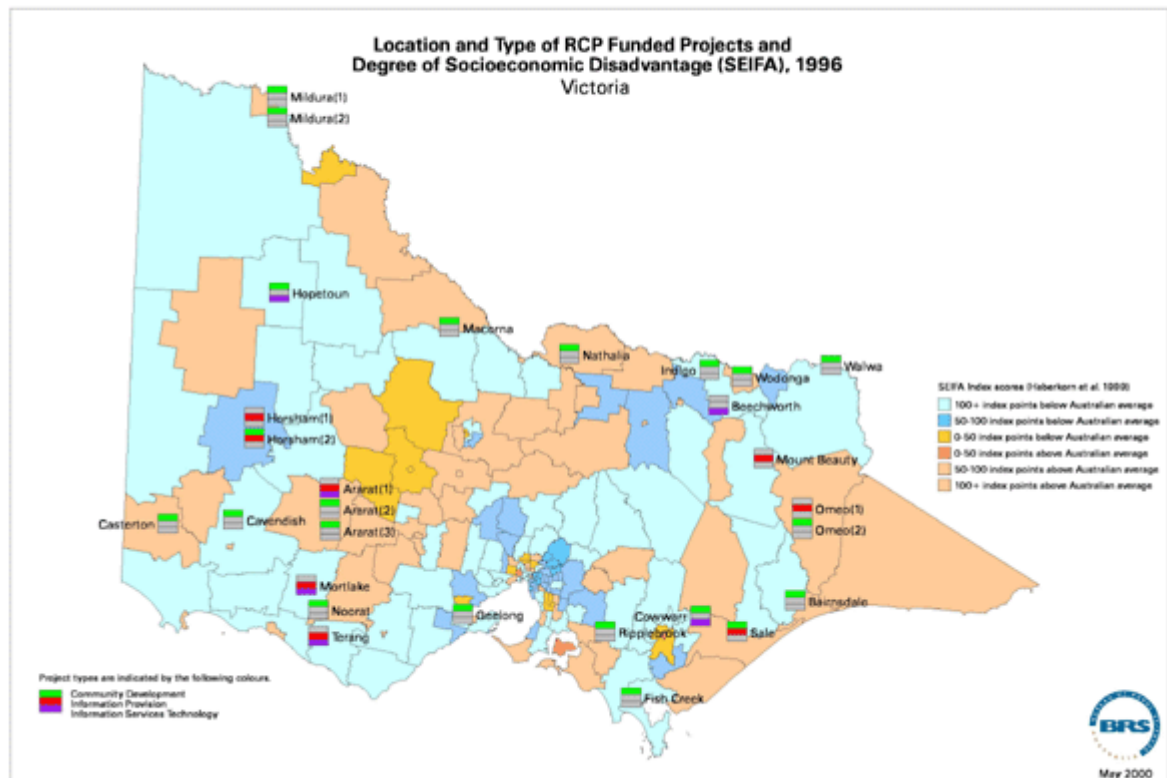 Location and Type of RCP Funded Projects and
Degree of Socioeconomic Disadvantage (SEIFA), 1996
Victoria
Mildura(1)
Mildura(2)
Hopetoun
Macorna
Nathalia
Indigo
Wodonga
Walwa
Beechworth
Horsham(1)
Horsham(2)
Mount Beauty
Ararat(1)
Ararat(2)
Ararat(3)
Casterton
Cavendish
Omeo(1)
Omeo(2)
Mortlake
Noorat
Terang
Geelong
Cowwarr
Ripplebrook
Sale
Bairnsdale
Fish Creek
SEIFA Index scores (Haberkorn et al. 1999)
100+ index points below Australian average
50-100 index points below Australian average
0-50 index points below Australian average
0-50 index points above Australian average
50-100 index points above Australian average
100+ index points above Australian average
Project types are indicated by the following colours.
Community Development
Information Provision
Information Services Technology
BRS
May 2000